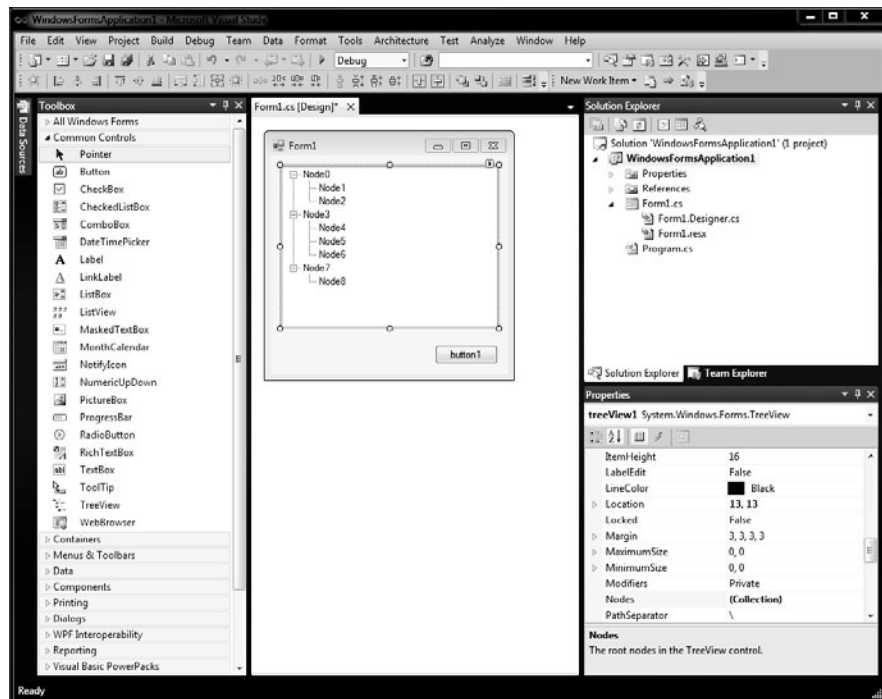 WindowsFormsApplication1 - Microsoft Visual Studio
File Edit View Project Build Debug Team Data Format Tools Architecture Test Analyze Window Help
Debug
New Work Item
Data Sources
Toolbox
All Windows Forms
Common Controls
Pointer
Button
CheckBox
CheckedListBox
ComboBox
DateTimePicker
Label
LinkLabel
ListBox
ListView
MaskedTextBox
MonthCalendar
NotifyIcon
NumericUpDown
PictureBox
ProgressBar
RadioButton
RichTextBox
TextBox
ToolTip
TreeView
WebBrowser
Containers
Menus & Toolbars
Data
Components
Printing
Dialogs
WPF Interoperability
Reporting
Visual Basic PowerPacks
Form1.cs [Design]*
Form1
Node0
Node1
Node2
Node3
Node4
Node5
Node6
Node7
Node8
button1
Solution Explorer
Solution 'WindowsFormsApplication1' (1 project)
WindowsFormsApplication1
Properties
References
Form1.cs
Form1.Designer.cs
Form1.resx
Program.cs
Solution Explorer Team Explorer
Properties
treeView1 System.Windows.Forms.TreeView
ItemHeight 16
LabelEdit False
LineColor Black
Location 13, 13
Locked False
Margin 3, 3, 3, 3
MaximumSize 0, 0
MinimumSize 0, 0
Modifiers Private
Nodes (Collection)
PathSeparator \
Nodes
The root nodes in the TreeView control.
Ready